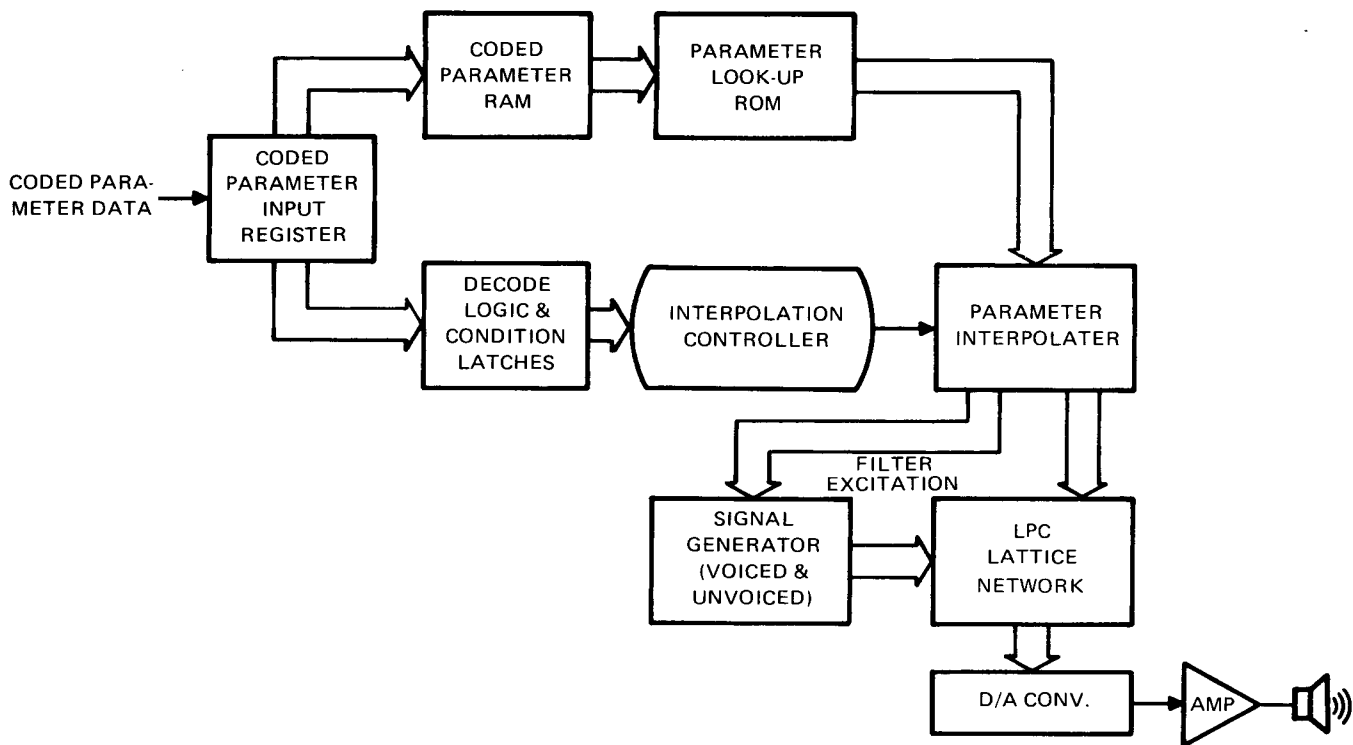 CODED
PARAMETER
RAM
PARAMETER
LOOK-UP
ROM
CODED PARA-
METER DATA
CODED
PARAMETER
INPUT
REGISTER
DECODE
LOGIC &
CONDITION
LATCHES
INTERPOLATION
CONTROLLER
PARAMETER
INTERPOLATER
FILTER
EXCITATION
SIGNAL
GENERATOR
(VOICED &
UNVOICED)
LPC
LATTICE
NETWORK
D/A CONV.
AMP